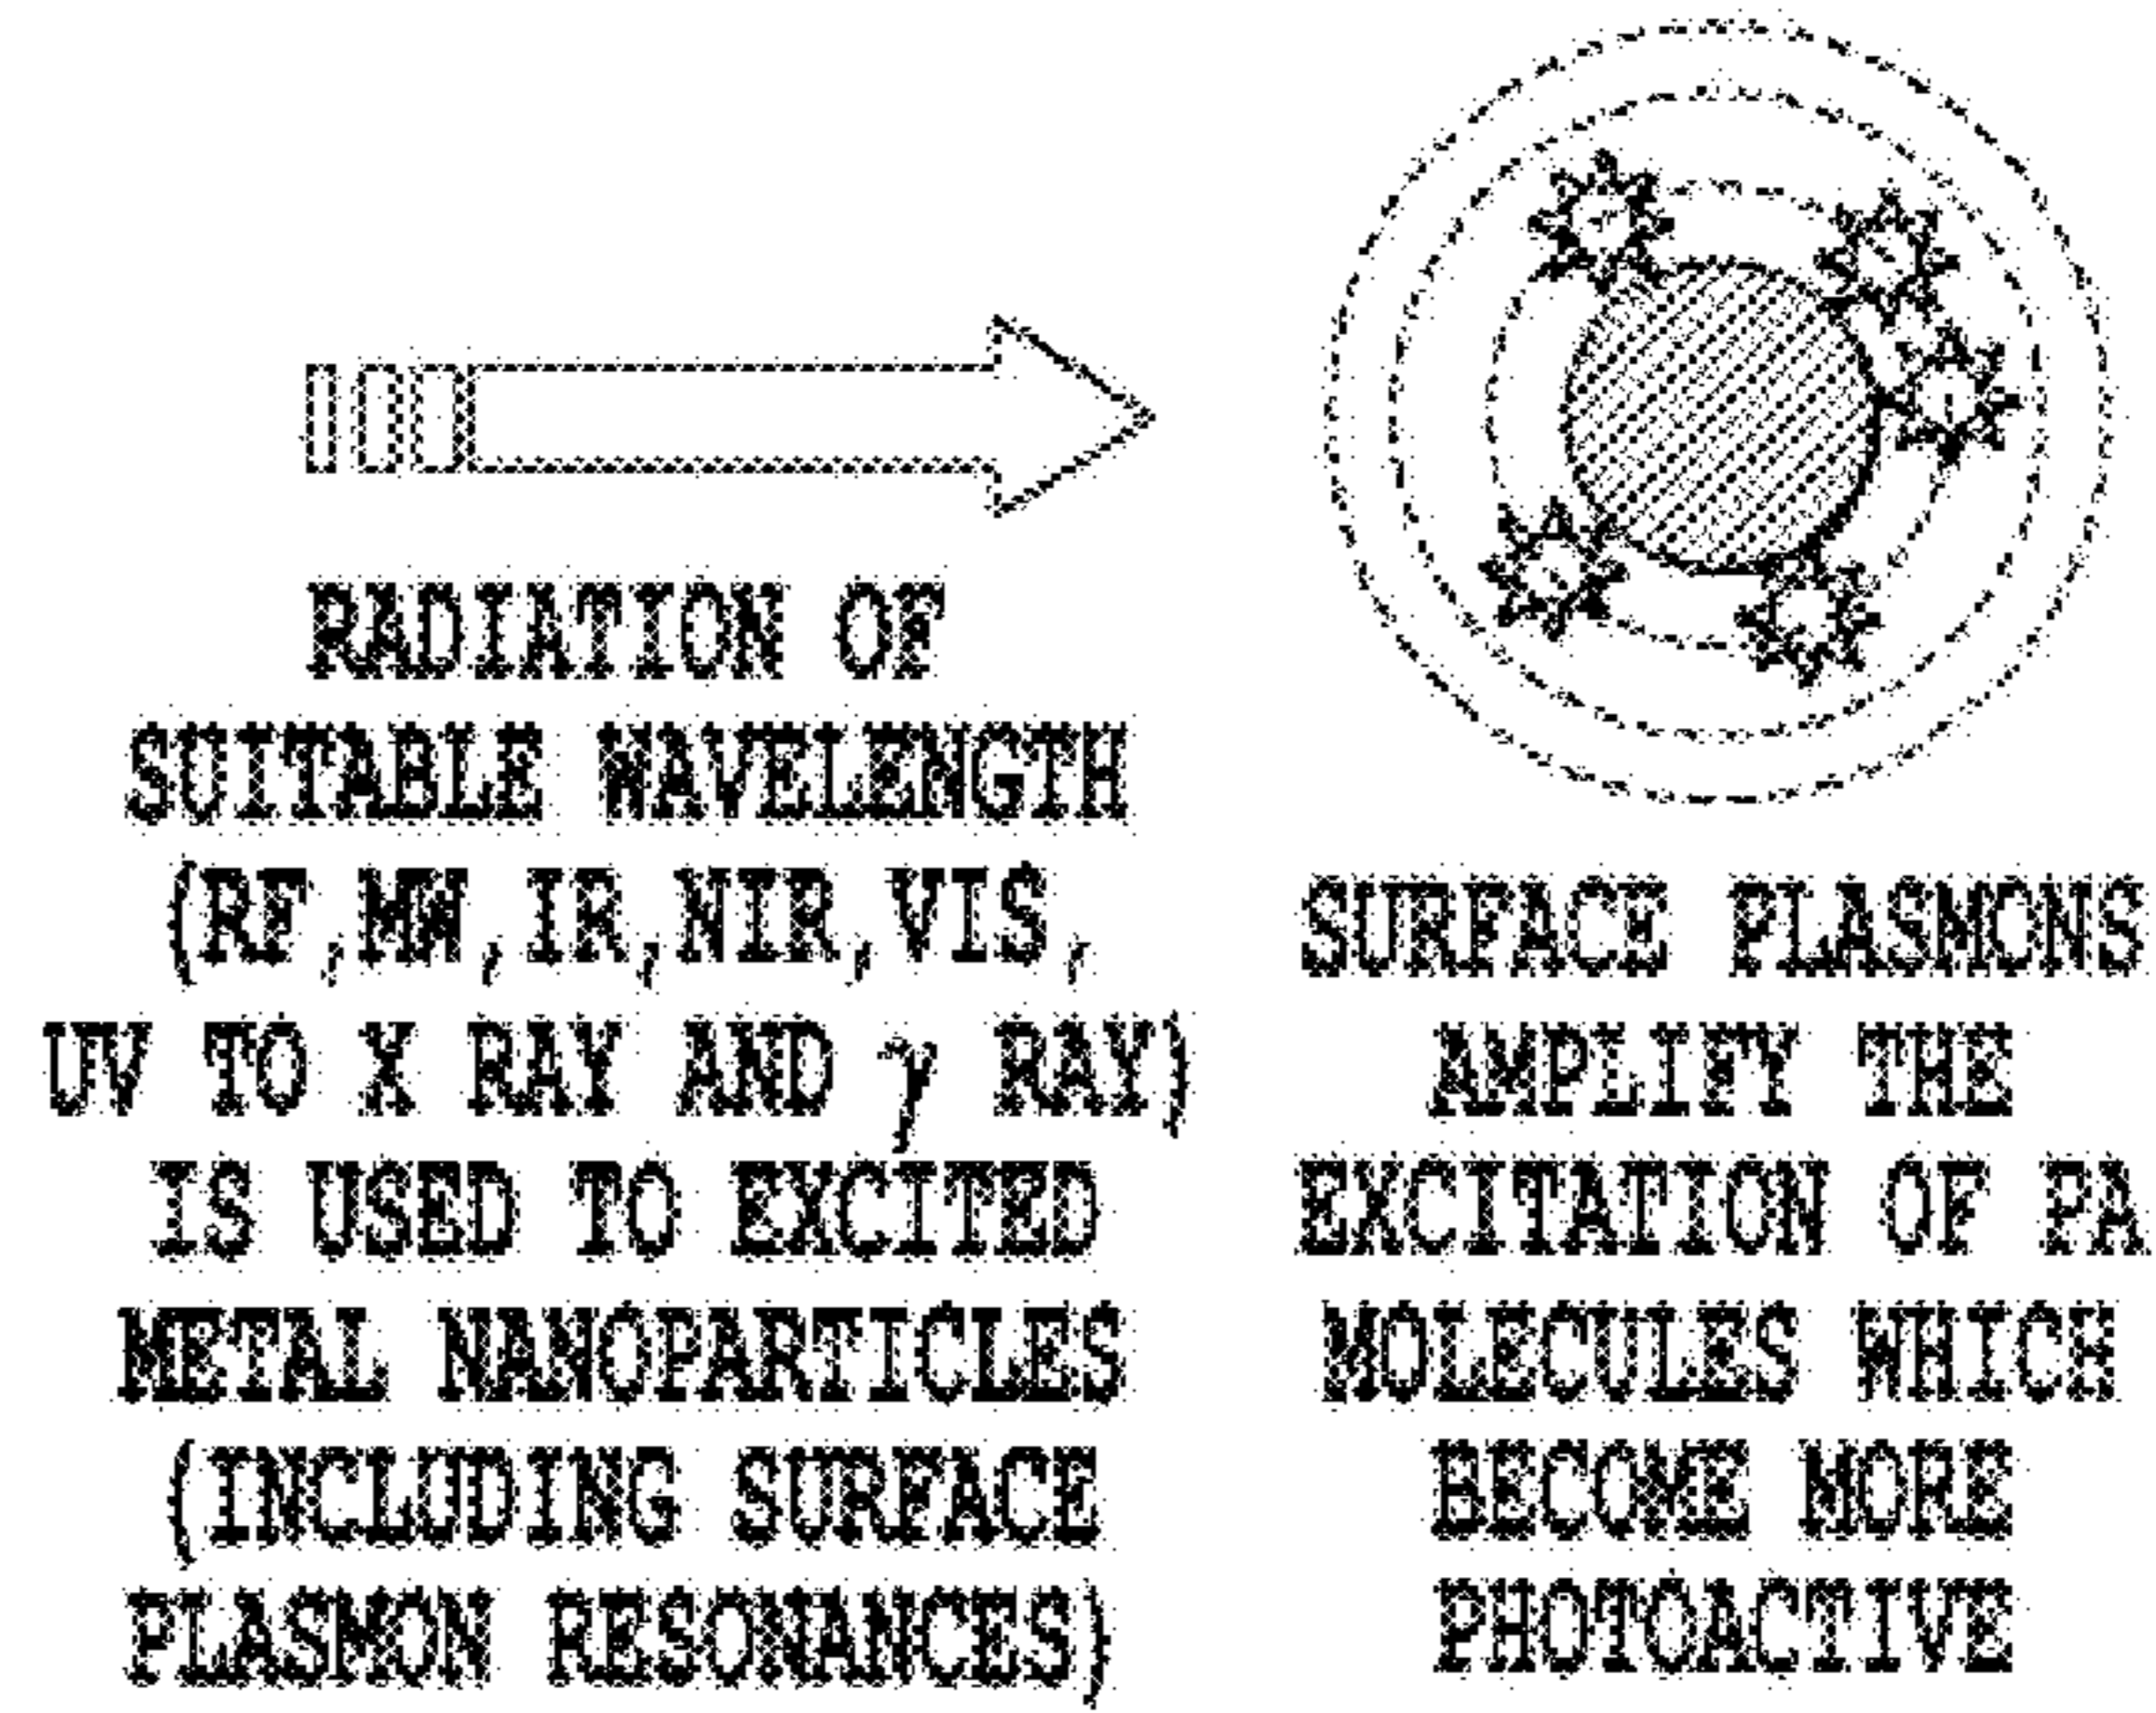 RADIATION OF
SUITABLE WAVELENGTH
(RF,MW,IR,NIR,VIS,
UV TO X RAY AND γ RAY)
IS USED TO EXCITED
METAL NANOPARTICLES
(INCLUDING SURFACE
PLASMON RESONANCES)
SURFACE PLASMONS
AMPLIFY THE
EXCITATION OF PA
MOLECULES WHICH
BECOME MORE
PHOTOACTIVE